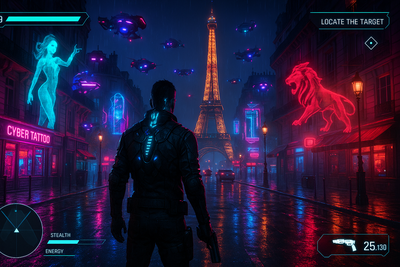 LOCATE THE TARGET
CYBER TATTOO
STEALTH
ENERGY
25.130